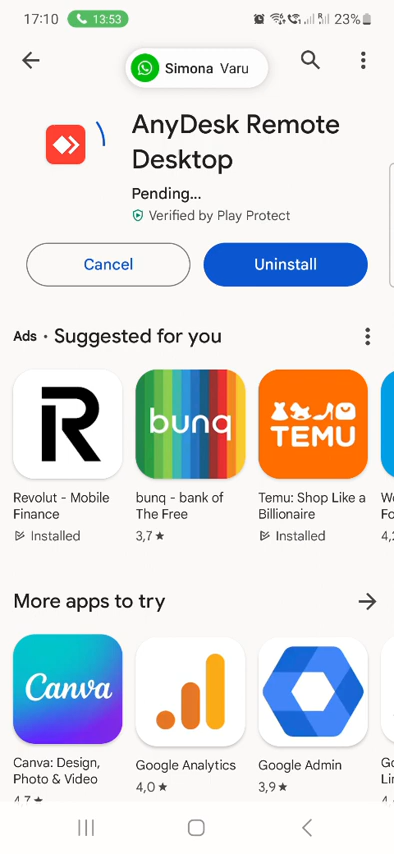 17:10 13:53 23%
Simona Varu
AnyDesk Remote
Desktop
Pending...
Verified by Play Protect
Cancel Uninstall
Ads • Suggested for you
bunq TEMU
Revolut - Mobile
Finance
Installed
bunq - bank of
The Free
3,7 ★
Temu: Shop Like a
Billionaire
Installed
More apps to try
Canva
Canva: Design,
Photo & Video
4,7 ★
Google Analytics
4,0 ★
Google Admin
3,9 ★